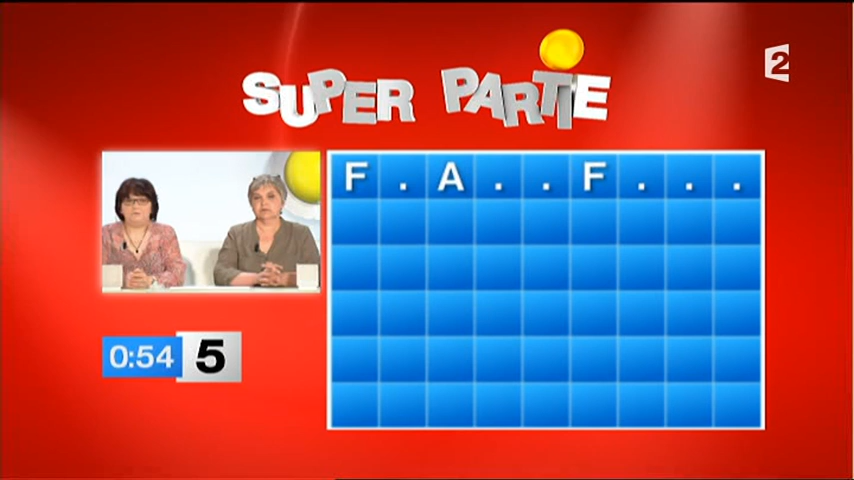 2
SUPER PARTIE
F . A . . F . . .
0:54 5